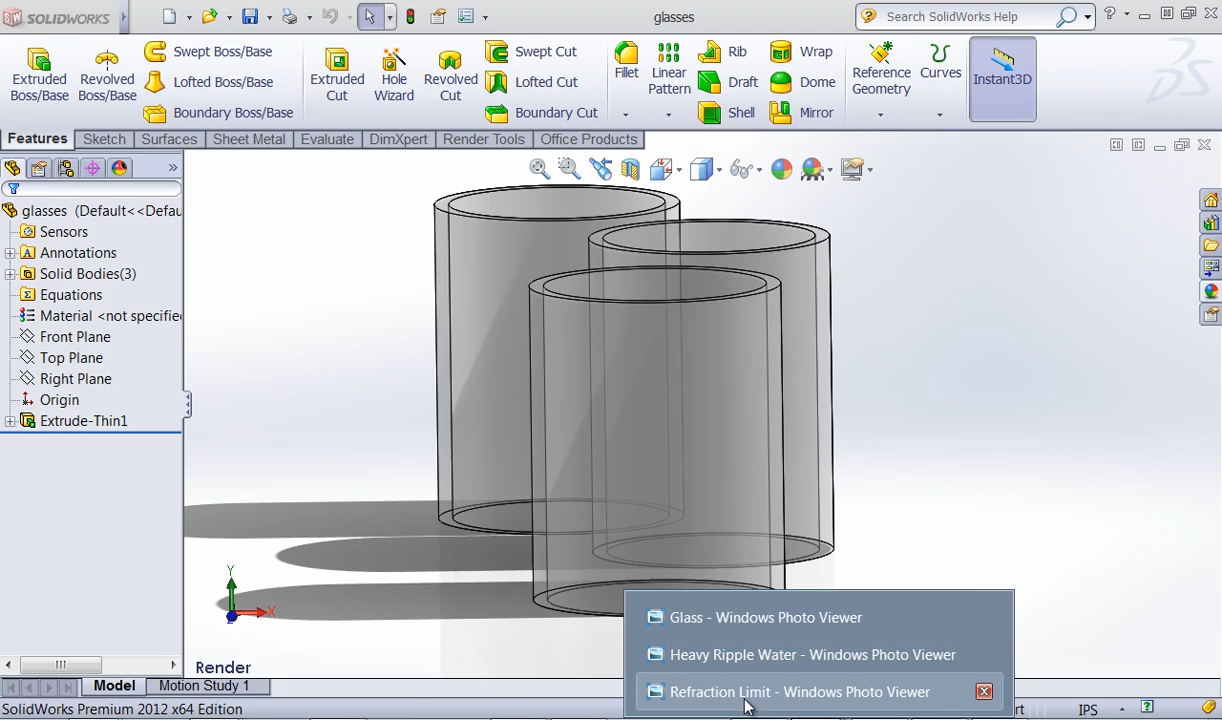 SOLIDWORKS
glasses
Search SolidWorks Help
Extruded Boss/Base
Revolved Boss/Base
Swept Boss/Base
Lofted Boss/Base
Boundary Boss/Base
Extruded Cut
Hole Wizard
Revolved Cut
Swept Cut
Lofted Cut
Boundary Cut
Fillet
Linear Pattern
Rib
Draft
Shell
Wrap
Dome
Mirror
Reference Geometry
Curves
Instant3D
Features
Sketch
Surfaces
Sheet Metal
Evaluate
DimXpert
Render Tools
Office Products
glasses (Default<<Defau
Sensors
Annotations
Solid Bodies(3)
Equations
Material <not specifie
Front Plane
Top Plane
Right Plane
Origin
Extrude-Thin1
Y
X
Z
Render
Glass - Windows Photo Viewer
Heavy Ripple Water - Windows Photo Viewer
Refraction Limit - Windows Photo Viewer
Model
Motion Study 1
SolidWorks Premium 2012 x64 Edition
rt
IPS